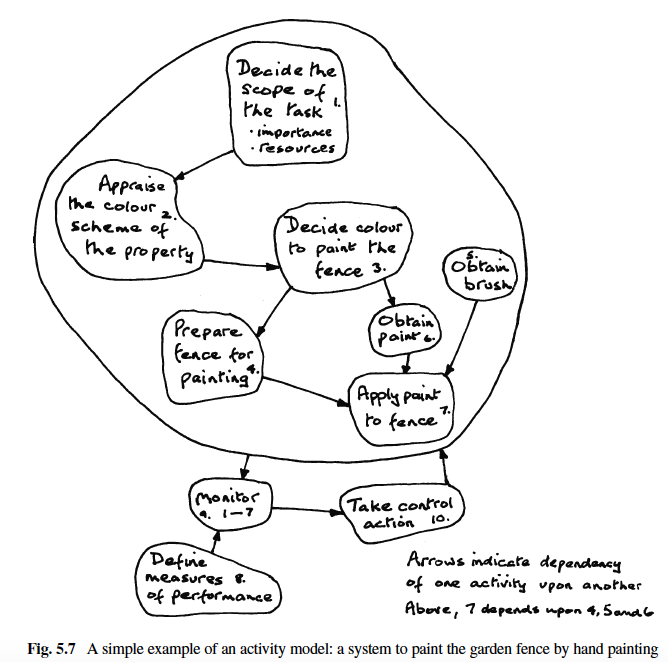 Decide the
scope of
the task 1.
· importance
· resources
Appraise
the colour 2.
scheme of
the property
Decide colour
to paint the
fence 3.
5.
Obtain
brush
Prepare
fence for
painting 4.
Obtain
paint 6.
Apply paint
to fence 7.
Monitor
9. 1–7
Take control
action 10.
Define
measures 8.
of performance
Arrows indicate dependency
of one activity upon another
Above, 7 depends upon 4, 5 and 6
Fig. 5.7 A simple example of an activity model: a system to paint the garden fence by hand painting